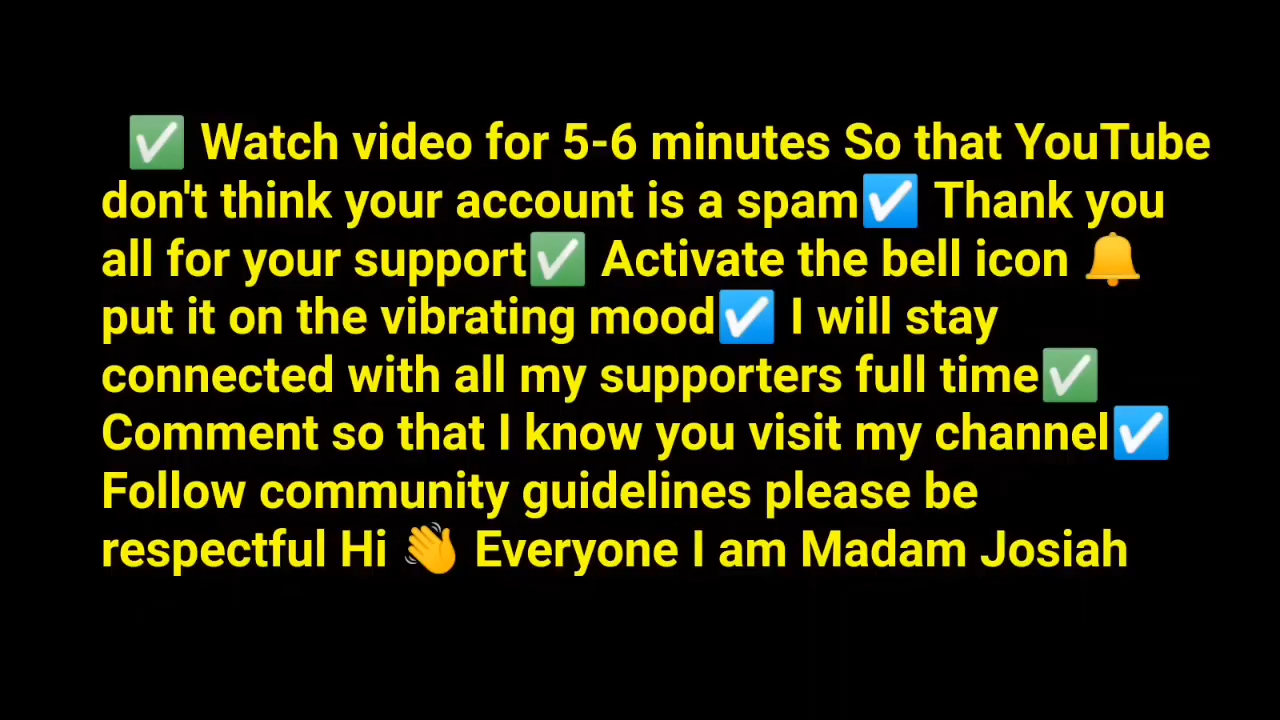 ✅ Watch video for 5-6 minutes So that YouTube
don't think your account is a spam☑️ Thank you
all for your support✅ Activate the bell icon 🔔
put it on the vibrating mood☑️ I will stay
connected with all my supporters full time✅
Comment so that I know you visit my channel☑️
Follow community guidelines please be
respectful Hi 👋 Everyone I am Madam Josiah